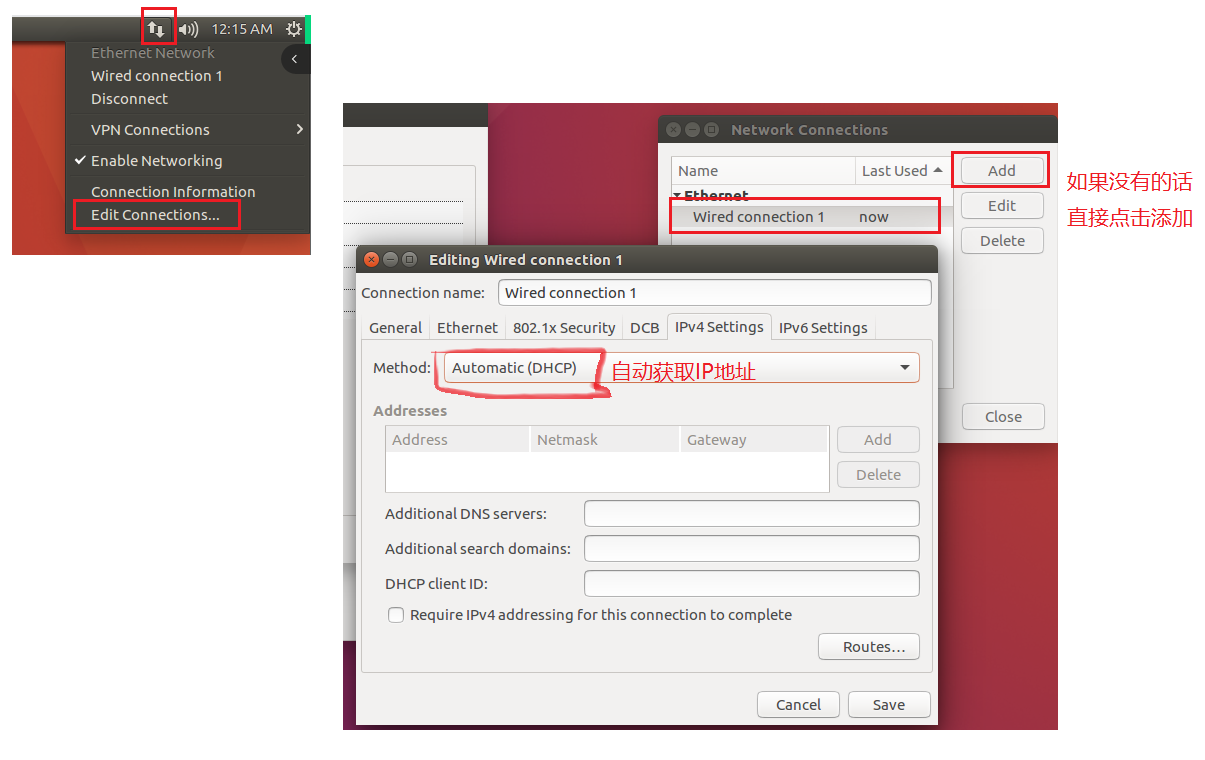 12:15 AM
Ethernet Network
Wired connection 1
Disconnect
VPN Connections
Enable Networking
Connection Information
Edit Connections...
Network Connections
Name Last Used
Ethernet
Wired connection 1 now
Add
Edit
Delete
Close
如果没有的话
直接点击添加
Editing Wired connection 1
Connection name: Wired connection 1
General Ethernet 802.1x Security DCB IPv4 Settings IPv6 Settings
Method: Automatic (DHCP) 自动获取IP地址
Addresses
Address Netmask Gateway Add
Delete
Additional DNS servers:
Additional search domains:
DHCP client ID:
Require IPv4 addressing for this connection to complete
Routes...
Cancel Save